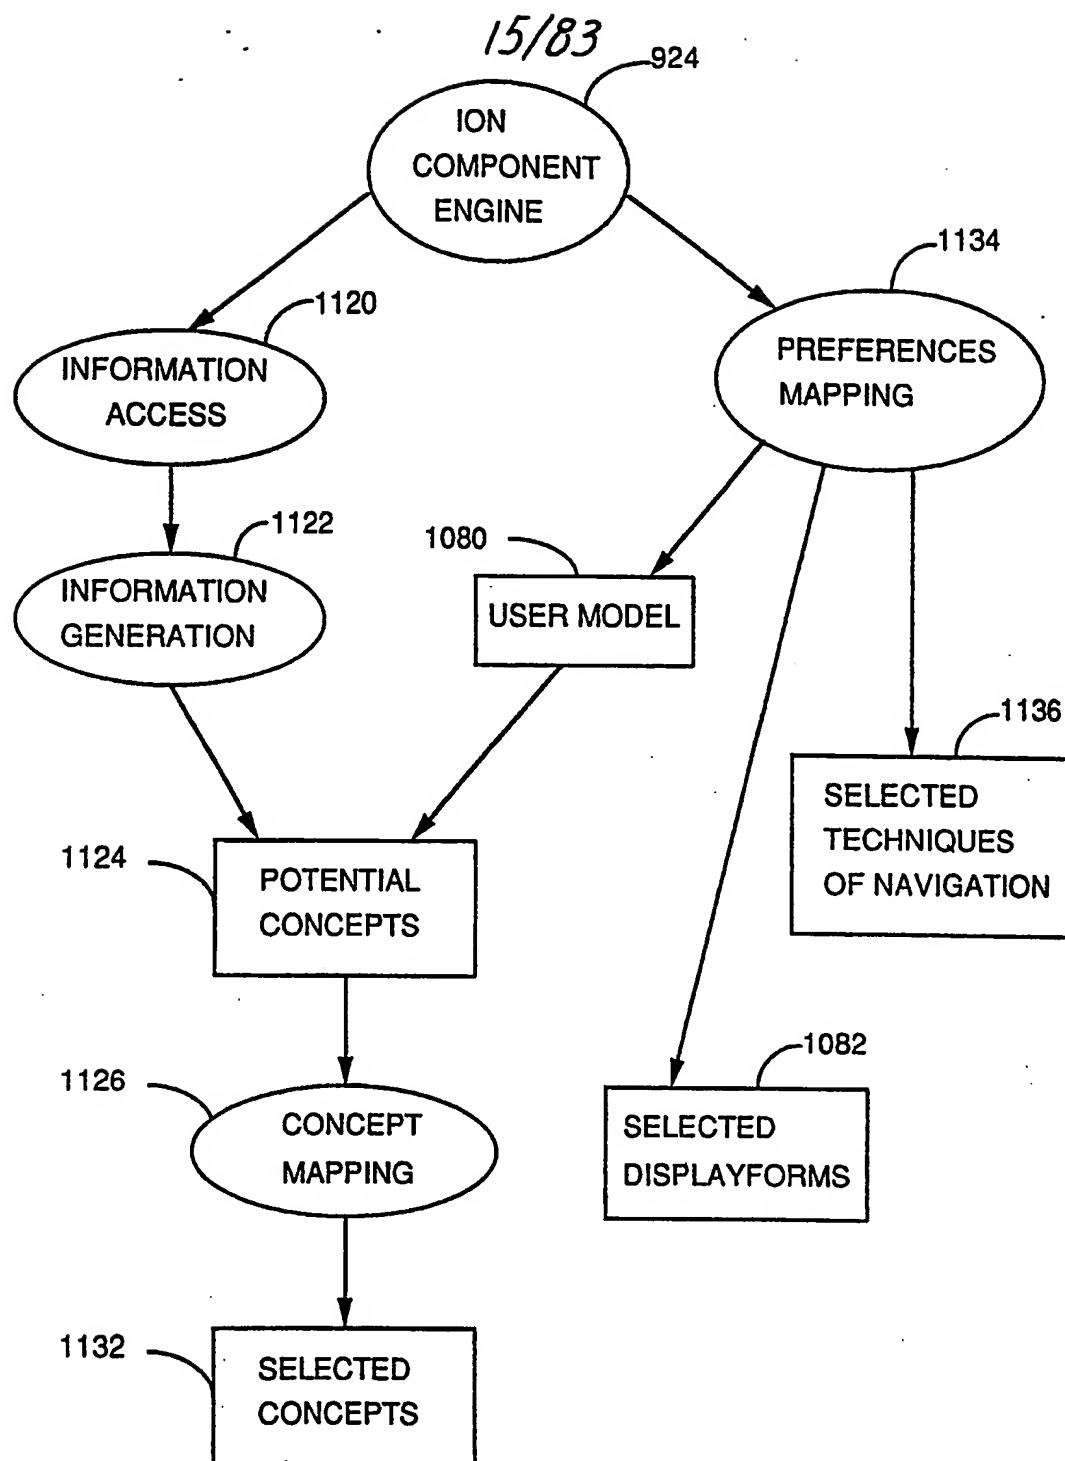 15/83
924
ION
COMPONENT
ENGINE
1134
1120
PREFERENCES
MAPPING
INFORMATION
ACCESS
1122
1080
INFORMATION
GENERATION
USER MODEL
1136
SELECTED
TECHNIQUES
OF NAVIGATION
1124
POTENTIAL
CONCEPTS
1082
1126
CONCEPT
MAPPING
SELECTED
DISPLAYFORMS
1132
SELECTED
CONCEPTS